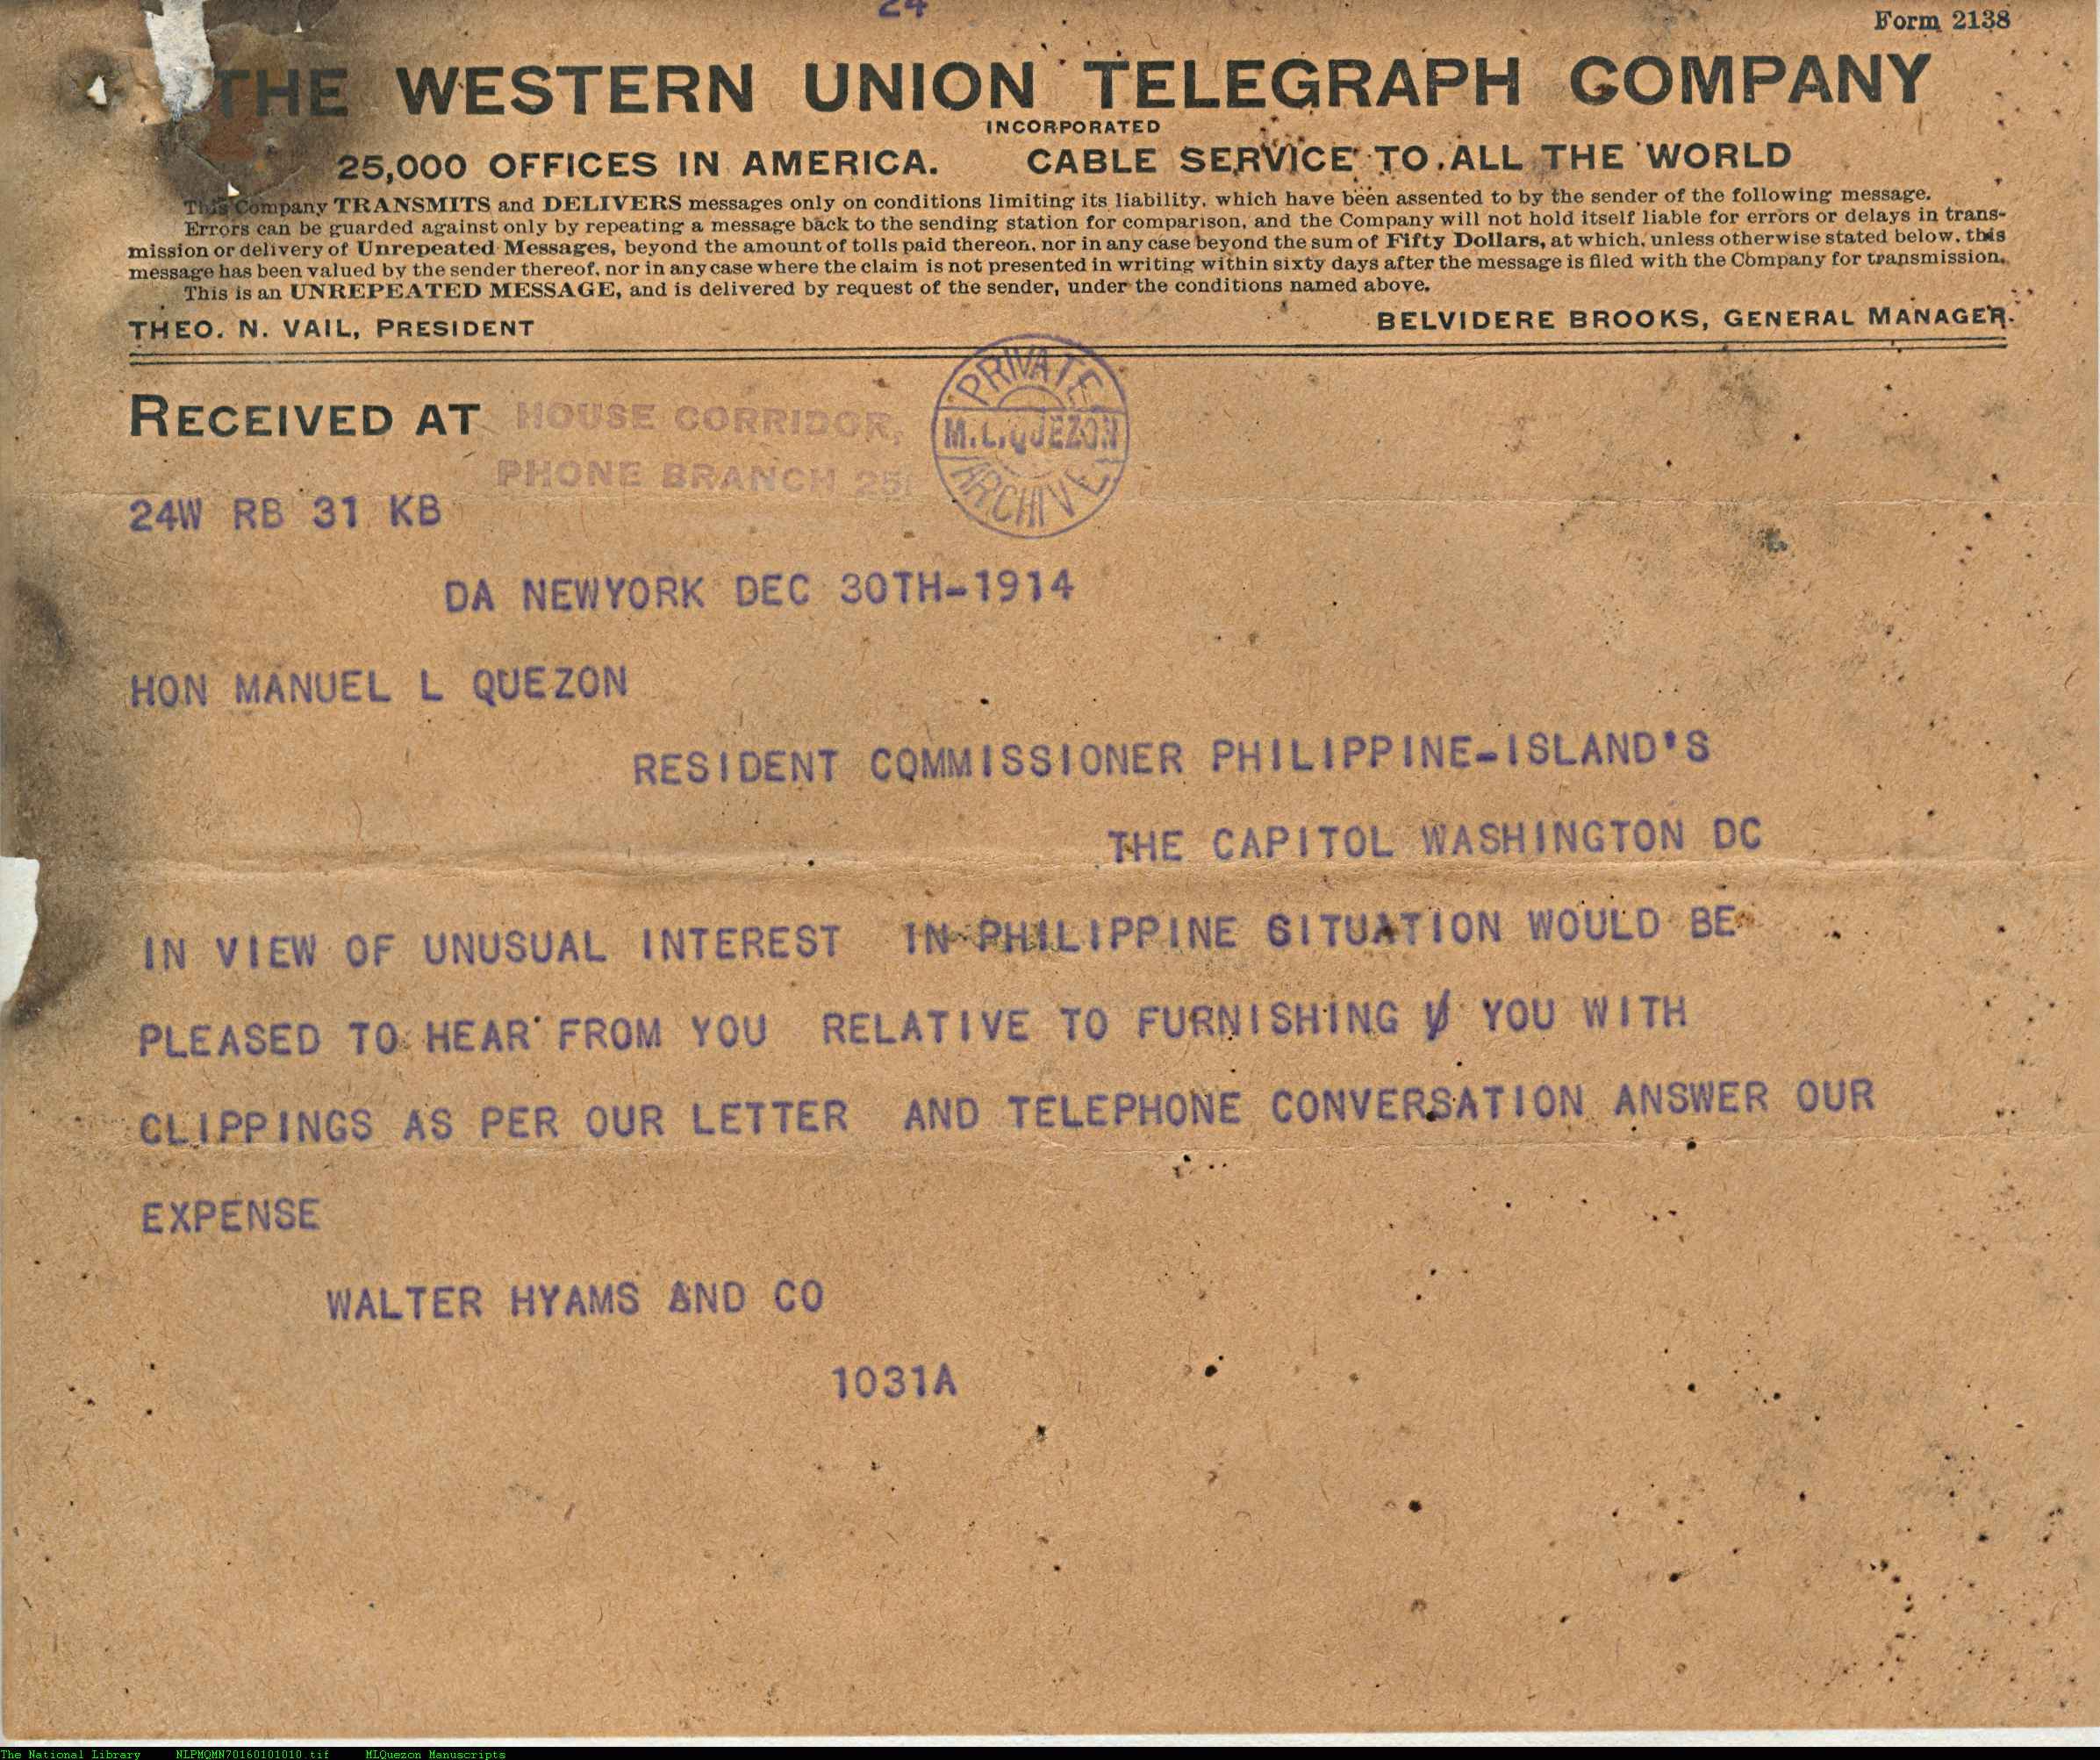 24
Form 2138
THE WESTERN UNION TELEGRAPH COMPANY
INCORPORATED
25,000 OFFICES IN AMERICA. CABLE SERVICE TO ALL THE WORLD
This Company TRANSMITS and DELIVERS messages only on conditions limiting its liability, which have been assented to by the sender of the following message.
Errors can be guarded against only by repeating a message back to the sending station for comparison, and the Company will not hold itself liable for errors or delays in trans-
mission or delivery of Unrepeated Messages, beyond the amount of tolls paid thereon, nor in any case beyond the sum of Fifty Dollars, at which, unless otherwise stated below, this
message has been valued by the sender thereof, nor in any case where the claim is not presented in writing within sixty days after the message is filed with the Company for transmission.
This is an UNREPEATED MESSAGE, and is delivered by request of the sender, under the conditions named above.
THEO. N. VAIL, PRESIDENT BELVIDERE BROOKS, GENERAL MANAGER.
RECEIVED AT HOUSE CORRIDOR,
PHONE BRANCH
PRIVATE
M.L.QUEZON
ARCHIVE
24W RB 31 KB
DA NEWYORK DEC 30TH-1914
HON MANUEL L QUEZON
RESIDENT COMMISSIONER PHILIPPINE-ISLAND'S
THE CAPITOL WASHINGTON DC
IN VIEW OF UNUSUAL INTEREST IN PHILIPPINE SITUATION WOULD BE
PLEASED TO HEAR FROM YOU RELATIVE TO FURNISHING YOU WITH
CLIPPINGS AS PER OUR LETTER AND TELEPHONE CONVERSATION ANSWER OUR
EXPENSE
WALTER HYAMS AND CO
1031A
The National Library NLPMQMN70160101010.tif MLQuezon Manuscripts